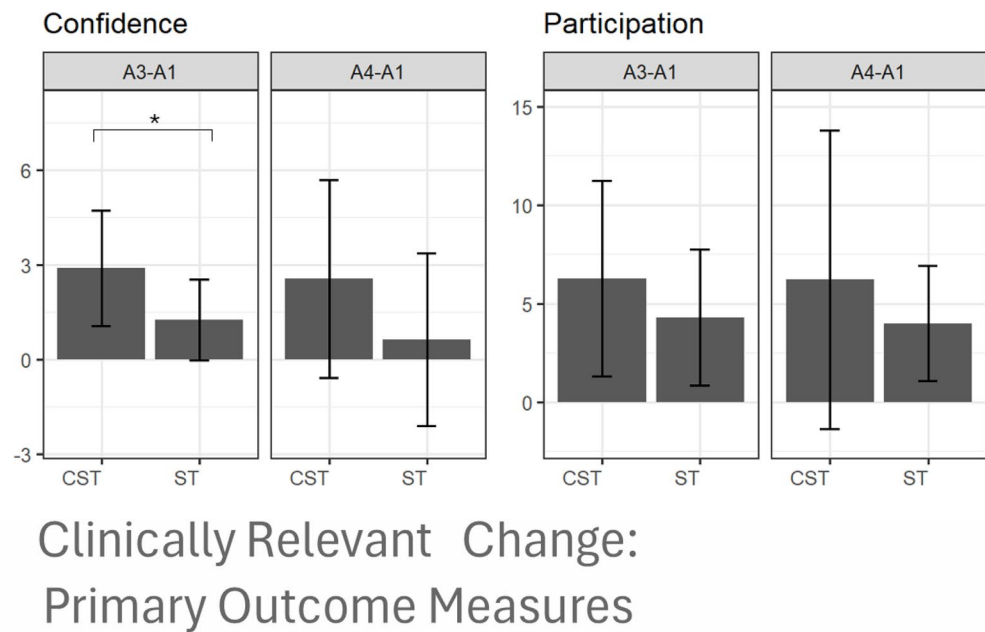 Confidence
Participation
A3-A1
A4-A1
A3-A1
A4-A1
*
6
3
0
-3
15
10
5
0
CST
ST
CST
ST
CST
ST
CST
ST
Clinically Relevant Change:
Primary Outcome Measures